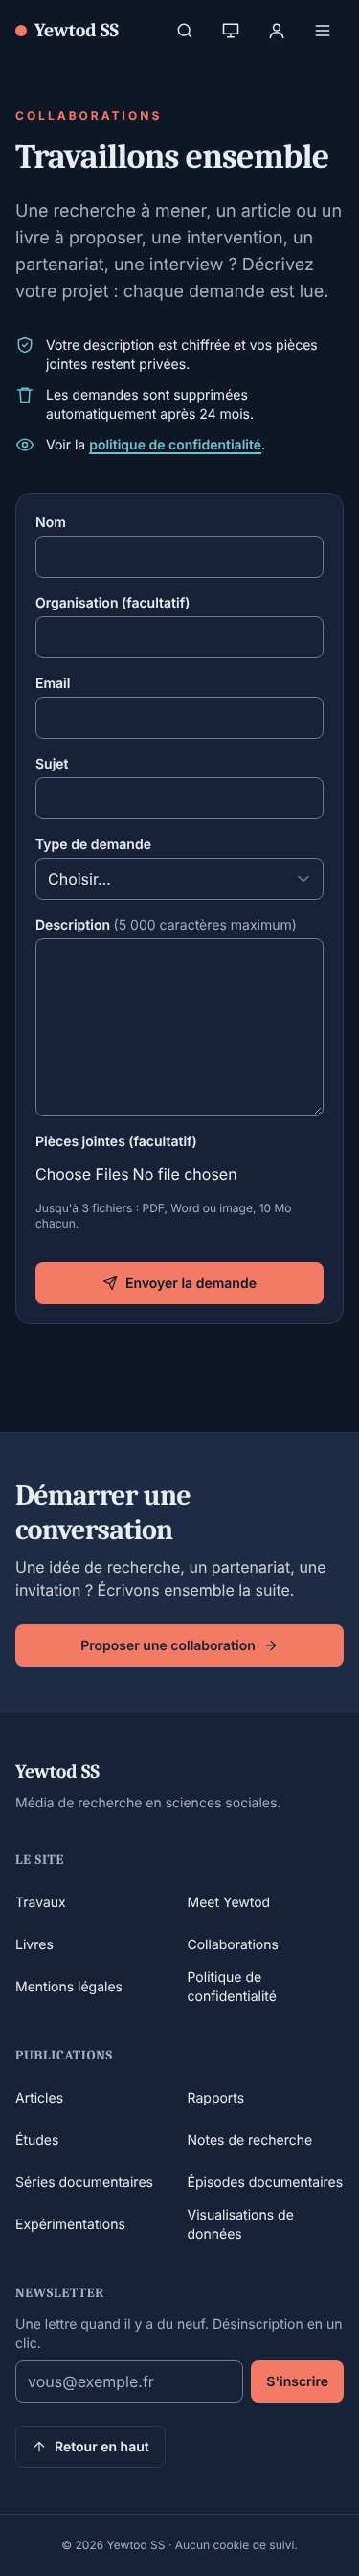 Yewtod SS
COLLABORATIONS
Travaillons ensemble
Une recherche à mener, un article ou un
livre à proposer, une intervention, un
partenariat, une interview ? Décrivez
votre projet : chaque demande est lue.
Votre description est chiffrée et vos pièces
jointes restent privées.
Les demandes sont supprimées
automatiquement après 24 mois.
Voir la politique de confidentialité.
Nom
Organisation (facultatif)
Email
Sujet
Type de demande
Choisir...
Description (5 000 caractères maximum)
Pièces jointes (facultatif)
Choose Files No file chosen
Jusqu'à 3 fichiers : PDF, Word ou image, 10 Mo
chacun.
Envoyer la demande
Démarrer une
conversation
Une idée de recherche, un partenariat, une
invitation ? Écrivons ensemble la suite.
Proposer une collaboration
Yewtod SS
Média de recherche en sciences sociales.
LE SITE
Travaux
Meet Yewtod
Livres
Collaborations
Mentions légales
Politique de
confidentialité
PUBLICATIONS
Articles
Rapports
Études
Notes de recherche
Séries documentaires
Épisodes documentaires
Expérimentations
Visualisations de
données
NEWSLETTER
Une lettre quand il y a du neuf. Désinscription en un
clic.
vous@exemple.fr
S'inscrire
Retour en haut
© 2026 Yewtod SS · Aucun cookie de suivi.